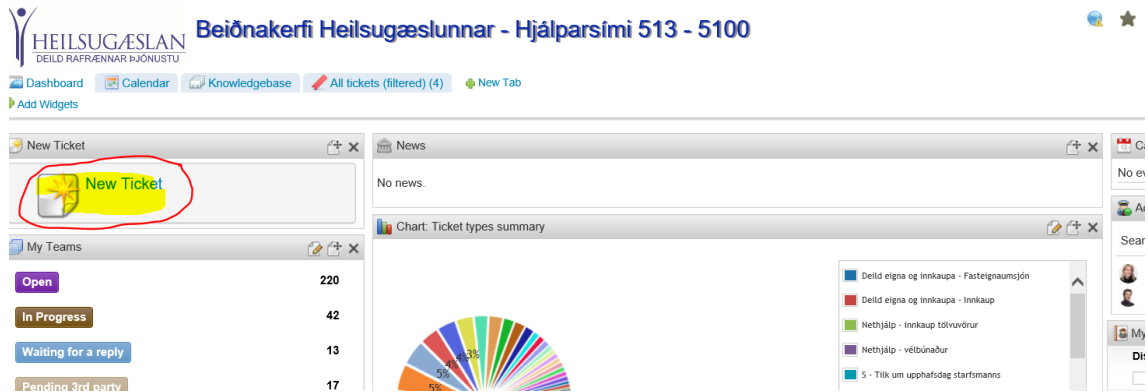 HEILSUGÆSLAN
DEILD RAFRÆNNAR ÞJÓNUSTU
Beiðnakerfi Heilsugæslunnar - Hjálparsími 513 - 5100
Dashboard Calendar Knowledgebase All tickets (filtered) (4) New Tab
Add Widgets
New Ticket
New Ticket
My Teams
Open 220
In Progress 42
Waiting for a reply 13
Pending 3rd party 17
News
No news.
Chart: Ticket types summary
3%
4%
5%
5%
Deild eigna og innkaupa - Fasteignaumsjón
Deild eigna og innkaupa - Innkaup
Nethjálp - innkaup tölvuvörur
Nethjálp - vélbúnaður
S - Tilk um upphafsdag starfsmanns
No
My